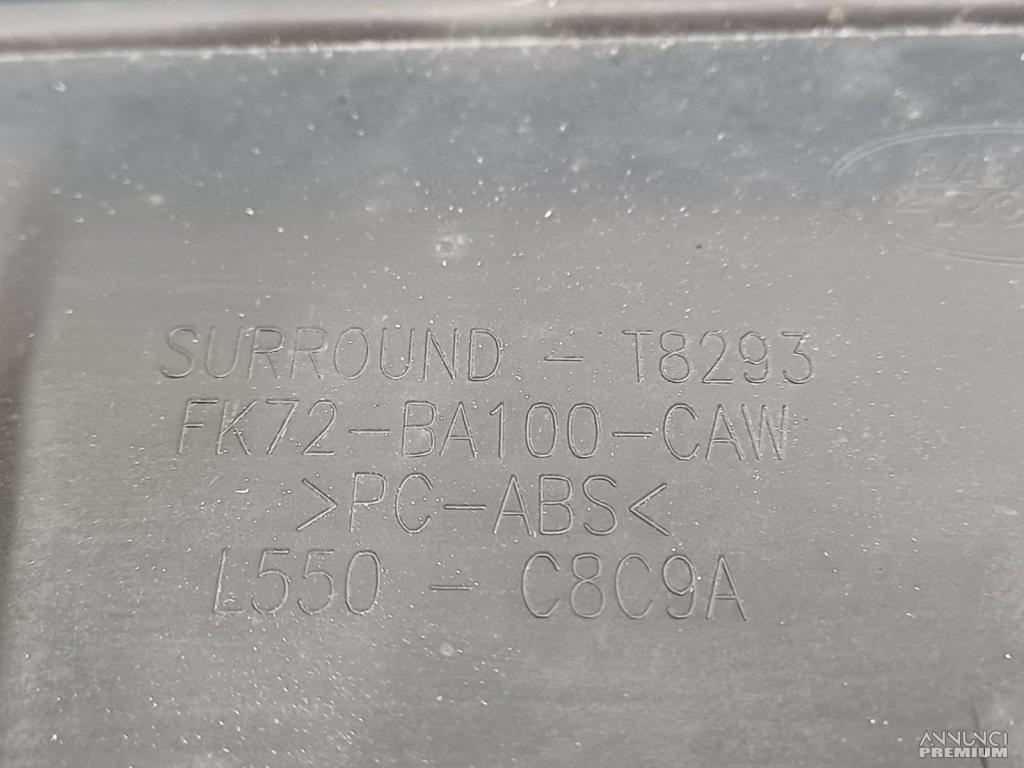 SURROUND - T8293
FK72-BA100-CAW
>PC-ABS<
L550 - C8C9A
ANNUNCI
PREMIUM